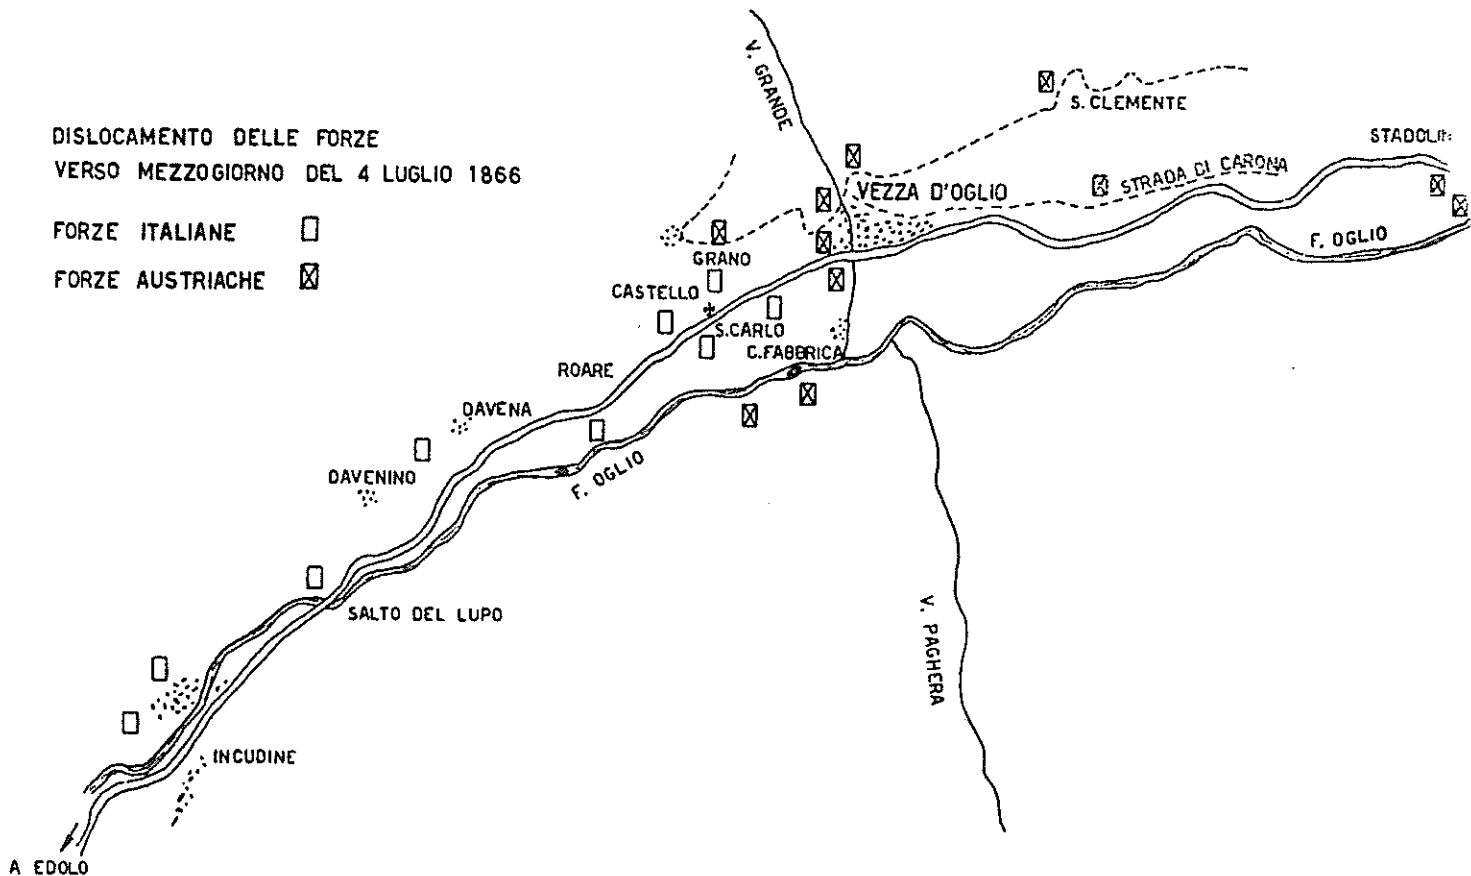 DISLOCAMENTO DELLE FORZE
VERSO MEZZOGIORNO DEL 4 LUGLIO 1866
FORZE ITALIANE
FORZE AUSTRIACHE
V. GRANDE
S. CLEMENTE
STRADA DI CARONA
VEZZA D'OGLIO
F. OGLIO
GRANO
CASTELLO
S. CARLO
C. FABBRICA
ROARE
DAVENA
DAVENINO
F. OGLIO
SALTO DEL LUPO
V. PAGHERA
INCUDINE
A EDOLO